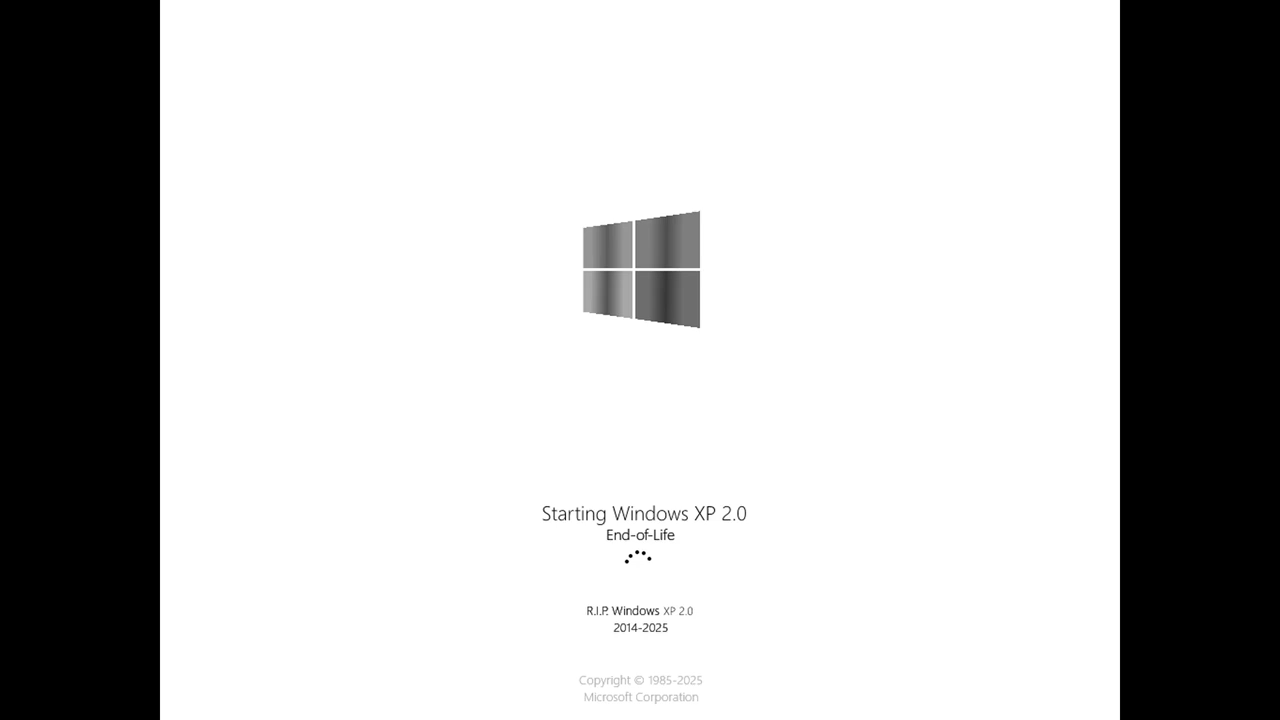 Starting Windows XP 2.0
End-of-Life
R.I.P. Windows XP 2.0
2014-2025
Copyright © 1985-2025
Microsoft Corporation